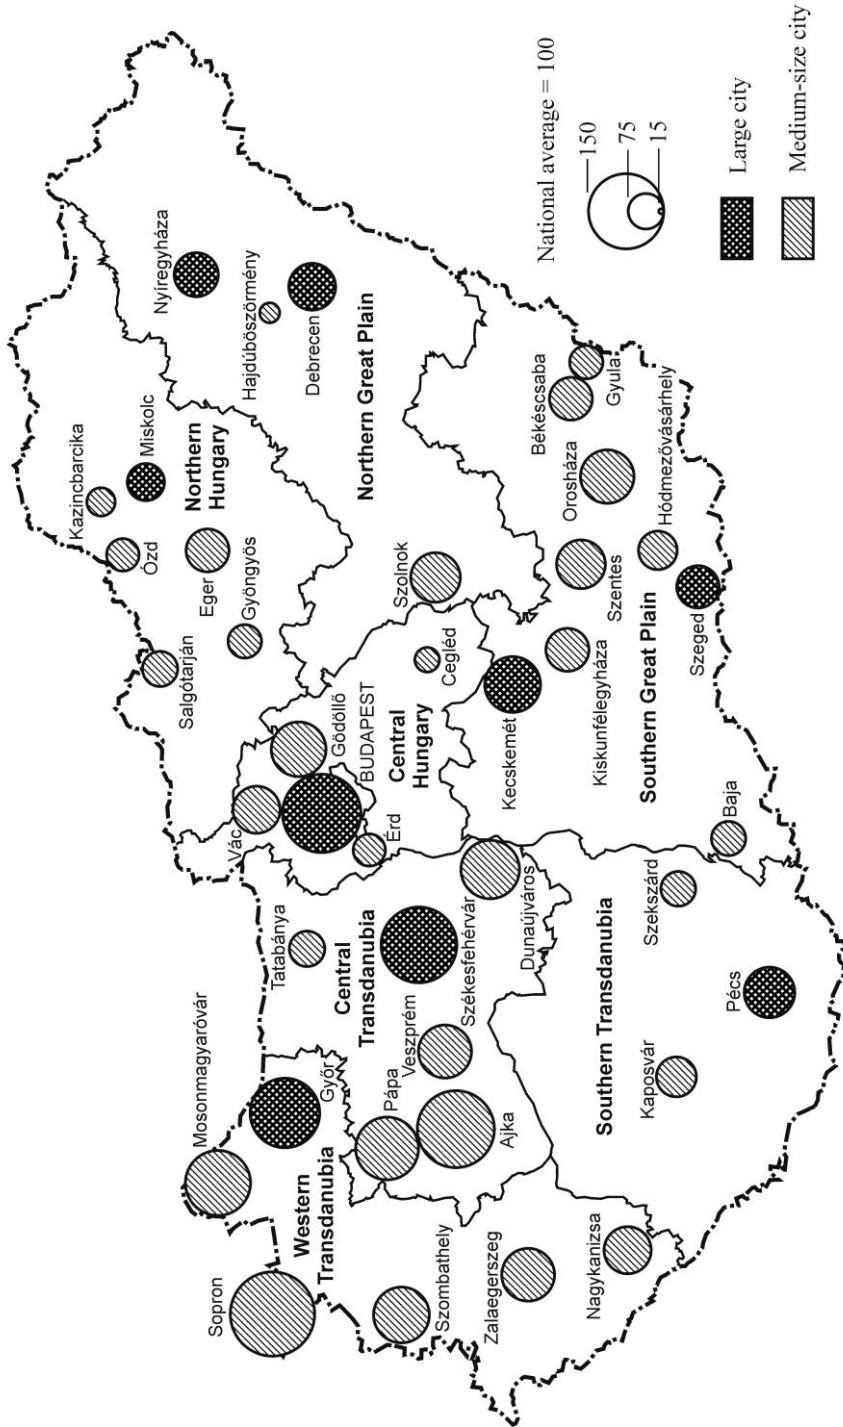 Mosonmagyaróvár
Sopron
Győr
Western
Transdanubia
Pápa
Szombathely
Ajka
Zalaegerszeg
Nagykanizsa
Tatabánya
Central
Transdanubia
Veszprém
Székesfehérvár
Dunaújváros
Southern Transdanubia
Kaposvár
Szekszárd
Pécs
Vác
Gödöllő
BUDAPEST
Érd
Central
Hungary
Cegléd
Salgótarján
Ózd
Kazincbarcika
Miskolc
Northern
Hungary
Eger
Gyöngyös
Nyíregyháza
Hajdúböszörmény
Debrecen
Northern Great Plain
Szolnok
Kecskemét
Kiskunfélegyháza
Szentes
Orosháza
Békéscsaba
Gyula
Hódmezővásárhely
Szeged
Southern Great Plain
Baja
National average = 100
150
75
15
Large city
Medium-size city